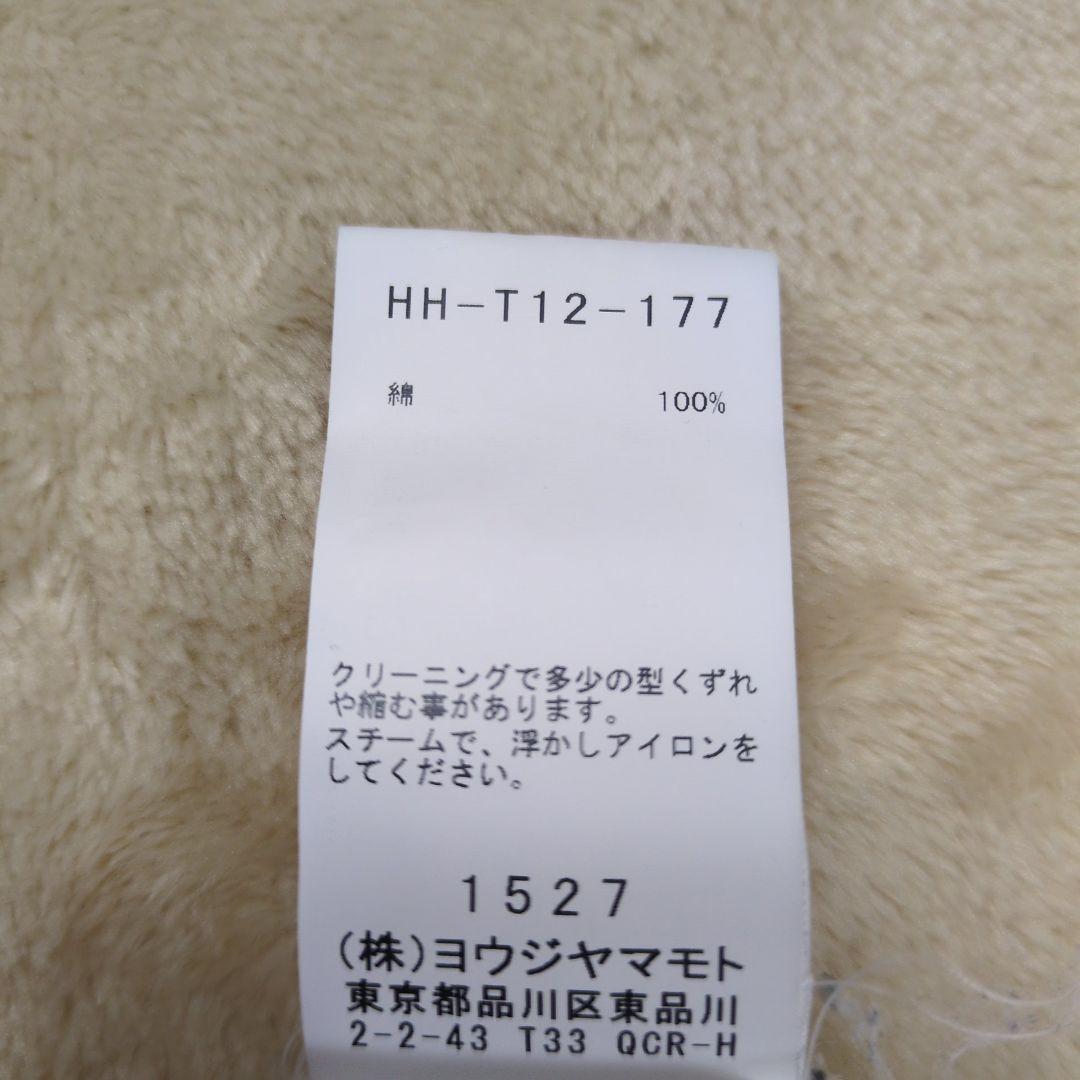 HH-T12-177
綿 100%
クリーニングで多少の型くずれ
や縮む事があります。
スチームで、浮かしアイロンを
してください。
1527
(株)ヨウジヤマモト
東京都品川区東品川
2-2-43 T33 QCR-H